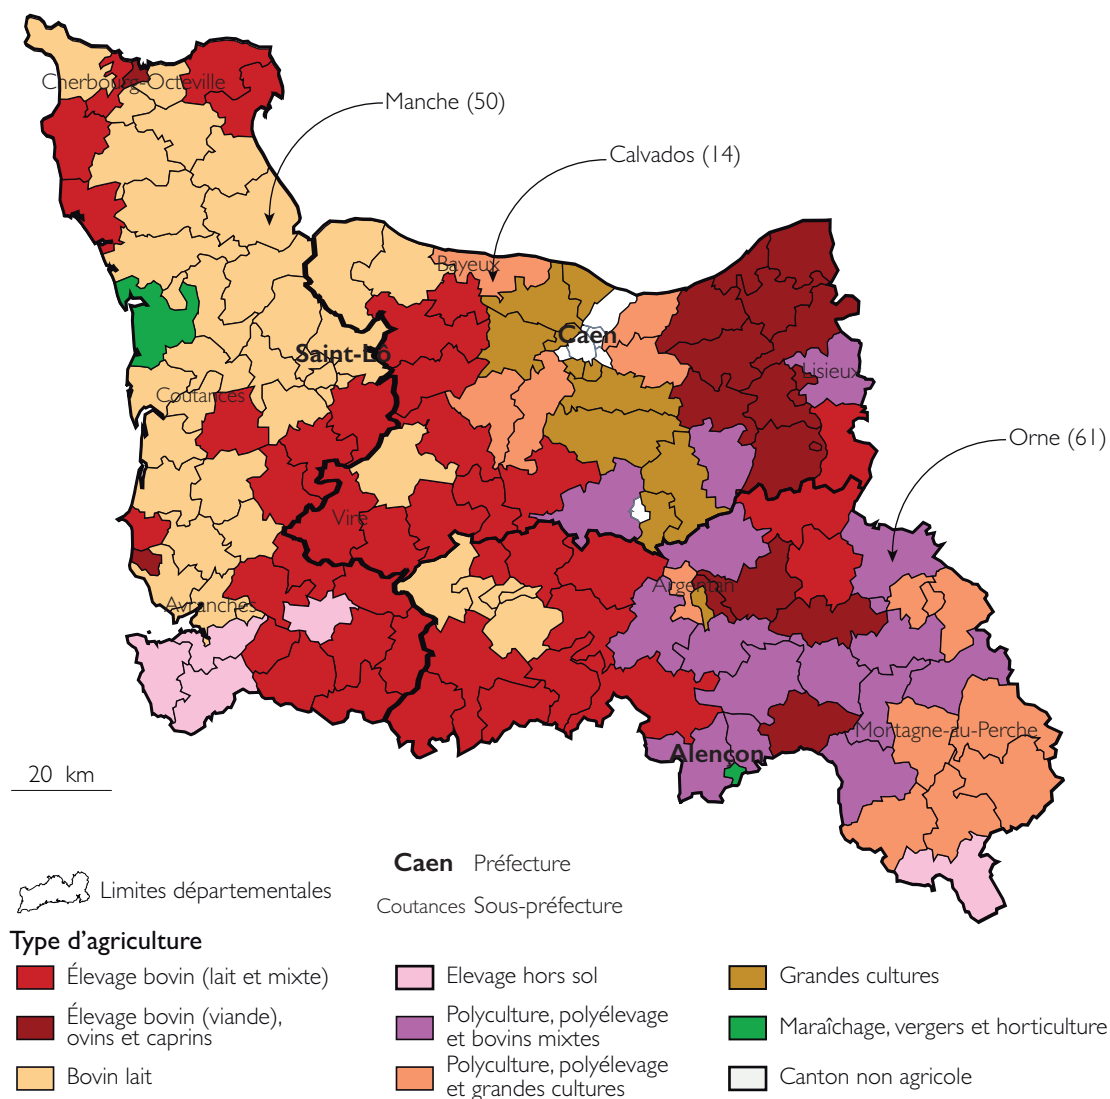 Cherbourg-Octeville
Manche (50)
Calvados (14)
Bayeux
Caen
Saint-Lô
Lisieux
Coutances
Orne (61)
Vire
Argentan
Avranches
Mortagne-au-Perche
Alençon
20 km
Caen Préfecture
Limites départementales
Coutances Sous-préfecture
Type d'agriculture
Élevage bovin (lait et mixte)
Élevage bovin (viande),
ovins et caprins
Bovin lait
Elevage hors sol
Polyculture, polyélevage
et bovins mixtes
Polyculture, polyélevage
et grandes cultures
Grandes cultures
Maraîchage, vergers et horticulture
Canton non agricole